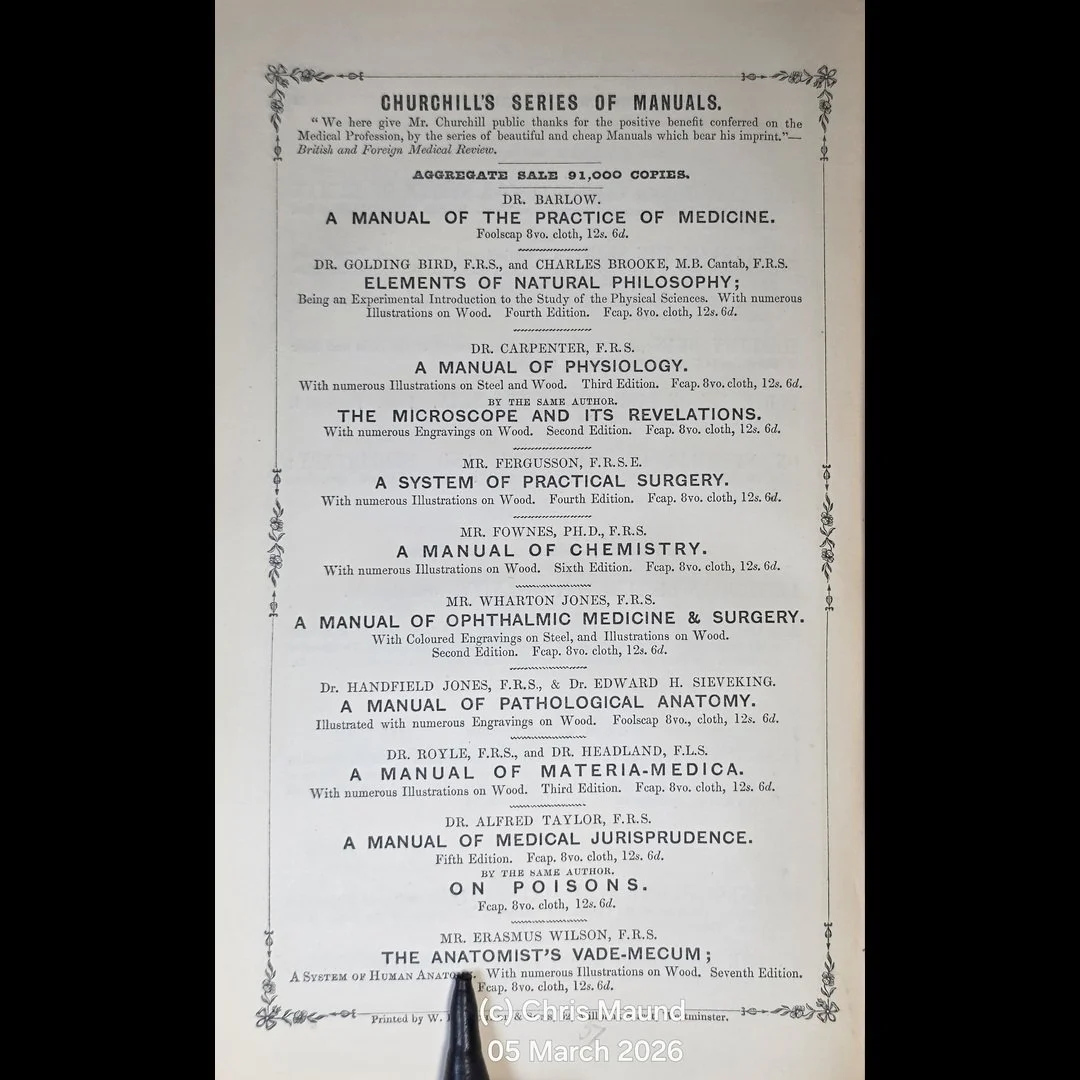 CHURCHILL'S SERIES OF MANUALS.
"We here give Mr. Churchill public thanks for the positive benefit conferred on the
Medical Profession, by the series of beautiful and cheap Manuals which bear his imprint."—
British and Foreign Medical Review.
AGGREGATE SALE 91,000 COPIES.
DR. BARLOW.
A MANUAL OF THE PRACTICE OF MEDICINE.
Foolscap 8vo. cloth, 12s. 6d.
DR. GOLDING BIRD, F.R.S., and CHARLES BROOKE, M.B. Cantab, F.R.S.
ELEMENTS OF NATURAL PHILOSOPHY;
Being an Experimental Introduction to the Study of the Physical Sciences. With numerous
Illustrations on Wood. Fourth Edition. Fcap. 8vo. cloth, 12s. 6d.
DR. CARPENTER, F.R.S.
A MANUAL OF PHYSIOLOGY.
With numerous Illustrations on Steel and Wood. Third Edition. Fcap. 8vo. cloth, 12s. 6d.
BY THE SAME AUTHOR.
THE MICROSCOPE AND ITS REVELATIONS.
With numerous Engravings on Wood. Second Edition. Fcap. 8vo. cloth, 12s. 6d.
MR. FERGUSSON, F.R.S.E.
A SYSTEM OF PRACTICAL SURGERY.
With numerous Illustrations on Wood. Fourth Edition. Fcap. 8vo. cloth, 12s. 6d.
MR. FOWNES, PH.D., F.R.S.
A MANUAL OF CHEMISTRY.
With numerous Illustrations on Wood. Sixth Edition. Fcap. 8vo. cloth, 12s. 6d.
MR. WHARTON JONES, F.R.S.
A MANUAL OF OPHTHALMIC MEDICINE & SURGERY.
With Coloured Engravings on Steel, and Illustrations on Wood.
Second Edition. Fcap. 8vo. cloth, 12s. 6d.
Dr. HANDFIELD JONES, F.R.S., & Dr. EDWARD H. SIEVEKING.
A MANUAL OF PATHOLOGICAL ANATOMY.
Illustrated with numerous Engravings on Wood. Foolscap 8vo., cloth, 12s. 6d.
DR. ROYLE, F.R.S., and DR. HEADLAND, F.L.S.
A MANUAL OF MATERIA-MEDICA.
With numerous Illustrations on Wood. Third Edition. Fcap. 8vo. cloth, 12s. 6d.
DR. ALFRED TAYLOR, F.R.S.
A MANUAL OF MEDICAL JURISPRUDENCE.
Fifth Edition. Fcap. 8vo. cloth, 12s. 6d.
BY THE SAME AUTHOR.
ON POISONS.
Fcap. 8vo. cloth, 12s. 6d.
MR. ERASMUS WILSON, F.R.S.
THE ANATOMIST'S VADE-MECUM;
A SYSTEM OF HUMAN With numerous Illustrations on Wood. Seventh Edition.
Fcap. 8vo. cloth, 12s. 6d.
Printed by W.
(c) Chris Maund
05 March 2026